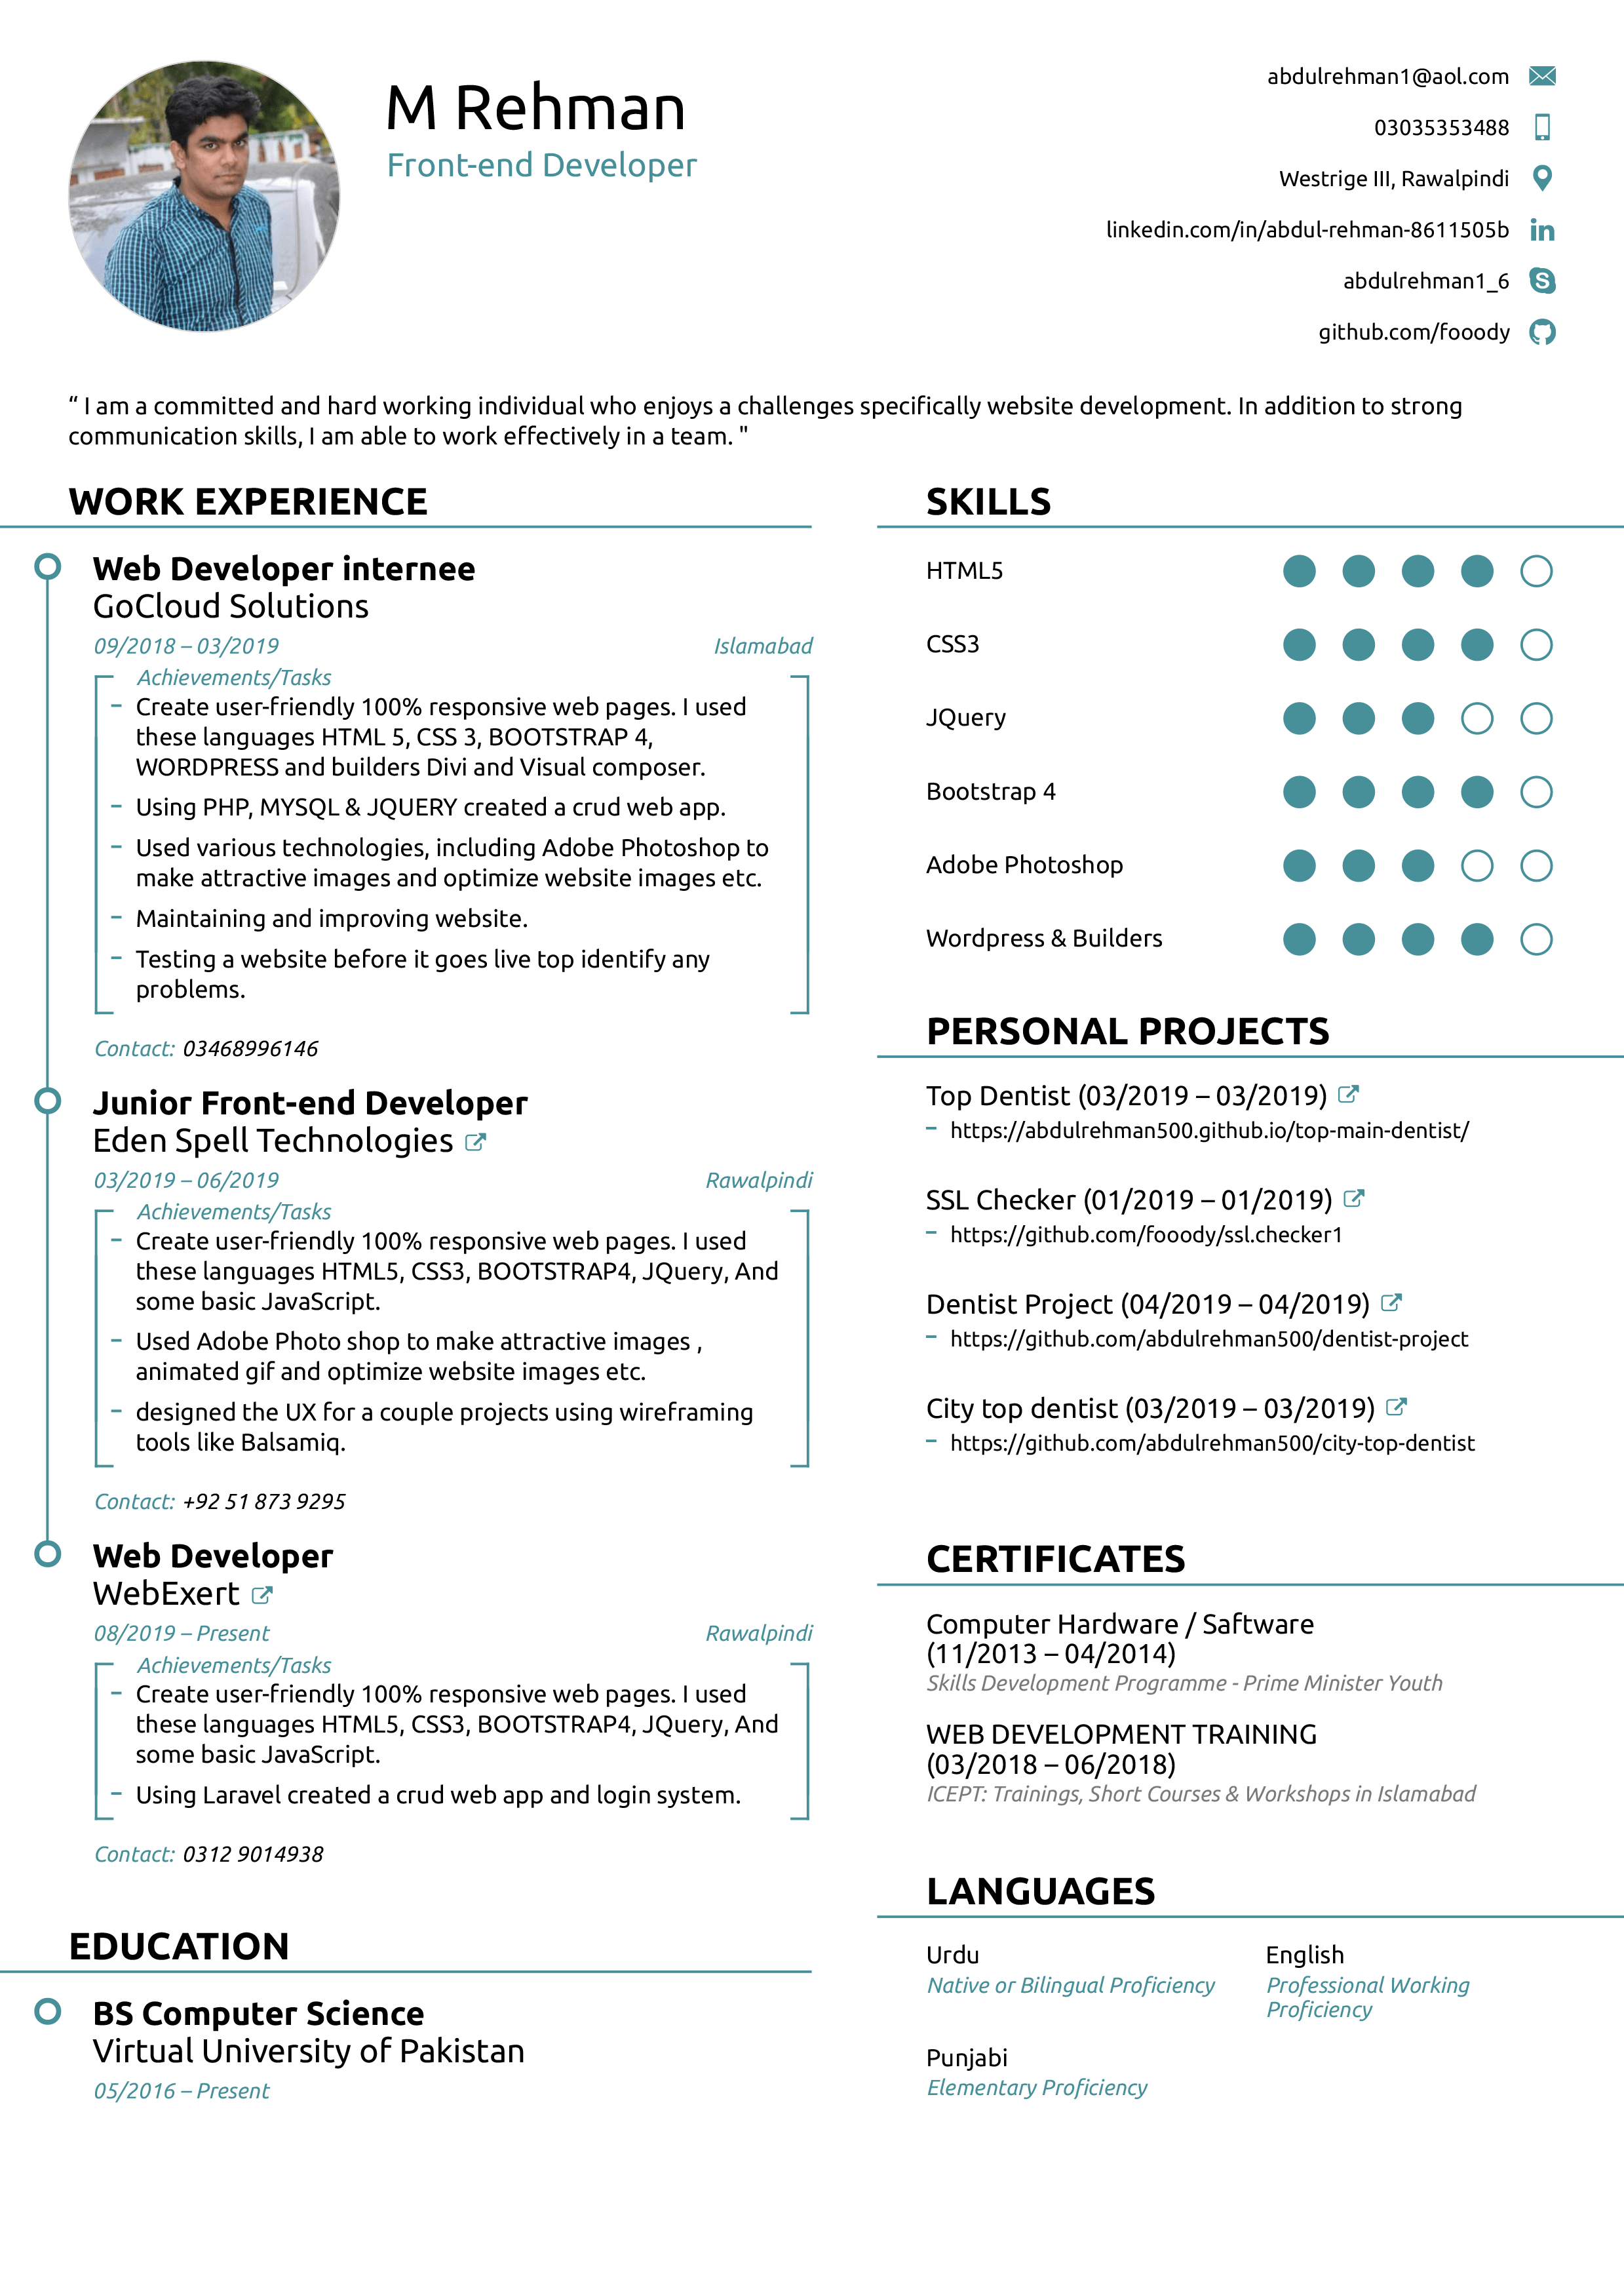 M Rehman
Front-end Developer
abdulrehman1@aol.com
03035353488
Westrige III, Rawalpindi
linkedin.com/in/abdul-rehman-8611505b
abdulrehman1_6
github.com/fooody
“ I am a committed and hard working individual who enjoys a challenges specifically website development. In addition to strong
communication skills, I am able to work effectively in a team. "
WORK EXPERIENCE
Web Developer internee
GoCloud Solutions
09/2018 – 03/2019 Islamabad
Achievements/Tasks
– Create user-friendly 100% responsive web pages. I used
these languages HTML 5, CSS 3, BOOTSTRAP 4,
WORDPRESS and builders Divi and Visual composer.
– Using PHP, MYSQL & JQUERY created a crud web app.
– Used various technologies, including Adobe Photoshop to
make attractive images and optimize website images etc.
– Maintaining and improving website.
– Testing a website before it goes live top identify any
problems.
Contact: 03468996146
Junior Front-end Developer
Eden Spell Technologies
03/2019 – 06/2019 Rawalpindi
Achievements/Tasks
– Create user-friendly 100% responsive web pages. I used
these languages HTML5, CSS3, BOOTSTRAP4, JQuery, And
some basic JavaScript.
– Used Adobe Photo shop to make attractive images ,
animated gif and optimize website images etc.
– designed the UX for a couple projects using wireframing
tools like Balsamiq.
Contact: +92 51 873 9295
Web Developer
WebExert
08/2019 – Present Rawalpindi
Achievements/Tasks
– Create user-friendly 100% responsive web pages. I used
these languages HTML5, CSS3, BOOTSTRAP4, JQuery, And
some basic JavaScript.
– Using Laravel created a crud web app and login system.
Contact: 0312 9014938
EDUCATION
BS Computer Science
Virtual University of Pakistan
05/2016 – Present
SKILLS
HTML5
CSS3
JQuery
Bootstrap 4
Adobe Photoshop
Wordpress & Builders
PERSONAL PROJECTS
Top Dentist (03/2019 – 03/2019)
– https://abdulrehman500.github.io/top-main-dentist/
SSL Checker (01/2019 – 01/2019)
– https://github.com/fooody/ssl.checker1
Dentist Project (04/2019 – 04/2019)
– https://github.com/abdulrehman500/dentist-project
City top dentist (03/2019 – 03/2019)
– https://github.com/abdulrehman500/city-top-dentist
CERTIFICATES
Computer Hardware / Saftware
(11/2013 – 04/2014)
Skills Development Programme - Prime Minister Youth
WEB DEVELOPMENT TRAINING
(03/2018 – 06/2018)
ICEPT: Trainings, Short Courses & Workshops in Islamabad
LANGUAGES
Urdu
Native or Bilingual Proficiency
English
Professional Working
Proficiency
Punjabi
Elementary Proficiency